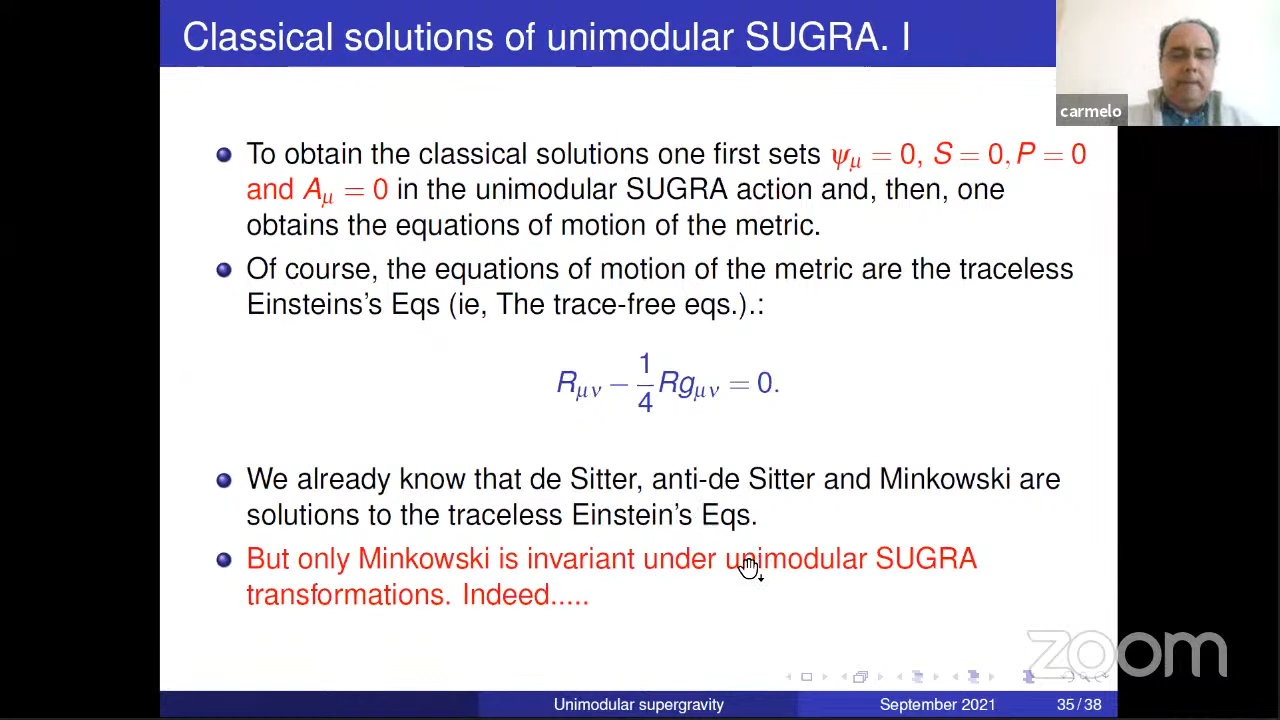 Classical solutions of unimodular SUGRA. I
carmelo
To obtain the classical solutions one first sets ψμ = 0, S = 0, P = 0
and Aμ = 0 in the unimodular SUGRA action and, then, one
obtains the equations of motion of the metric.
Of course, the equations of motion of the metric are the traceless
Einsteins's Eqs (ie, The trace-free eqs.).:
Rμν − 1/4 Rgμν = 0.
We already know that de Sitter, anti-de Sitter and Minkowski are
solutions to the traceless Einstein's Eqs.
But only Minkowski is invariant under unimodular SUGRA
transformations. Indeed.....
zoom
Unimodular supergravity
September 2021
35 / 38